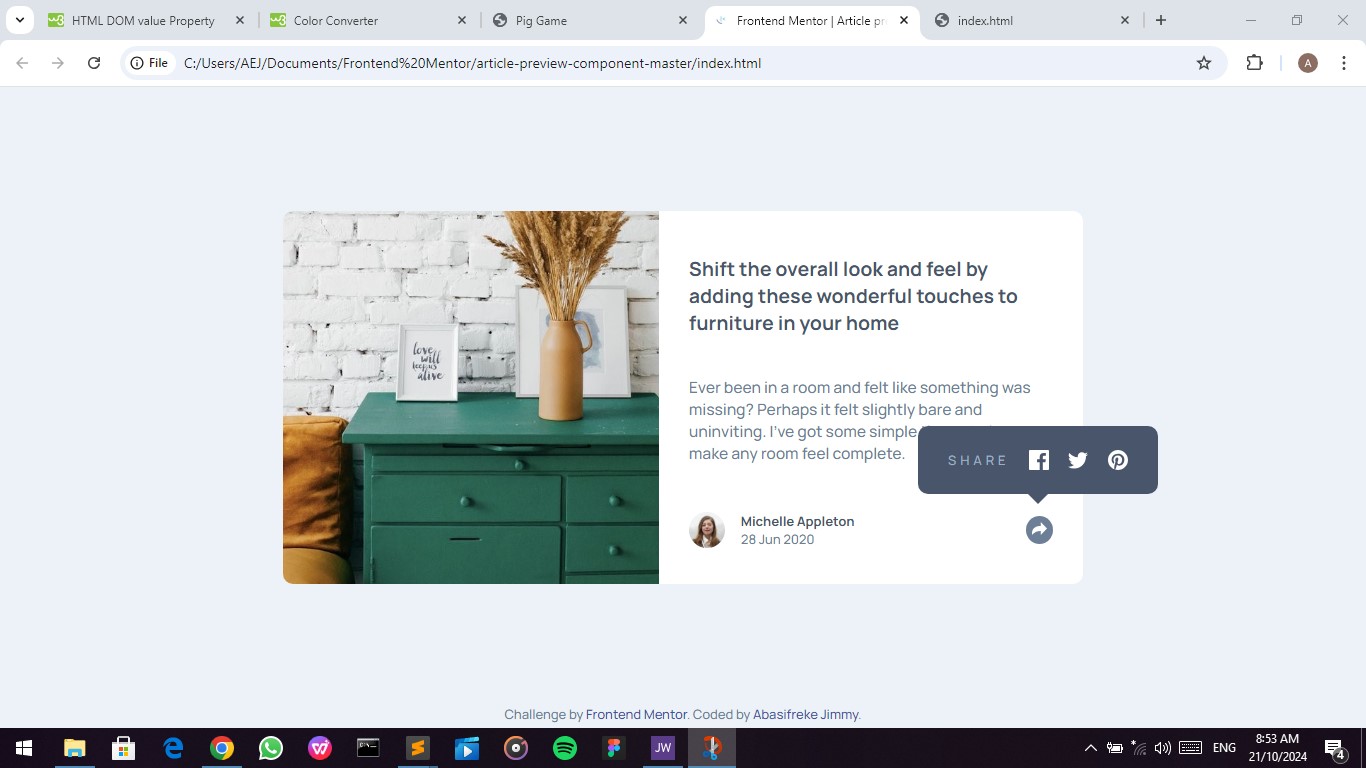 HTML DOM value Property
Color Converter
Pig Game
Frontend Mentor | Article pr
index.html
File
C:/Users/AEJ/Documents/Frontend%20Mentor/article-preview-component-master/index.html
A
love
will
keep us
alive
Shift the overall look and feel by
adding these wonderful touches to
furniture in your home
Ever been in a room and felt like something was
missing? Perhaps it felt slightly bare and
uninviting. I've got some simple
make any room feel complete.
SHARE
Michelle Appleton
28 Jun 2020
Challenge by Frontend Mentor. Coded by Abasifreke Jimmy.
JW
ENG
8:53 AM
21/10/2024
4